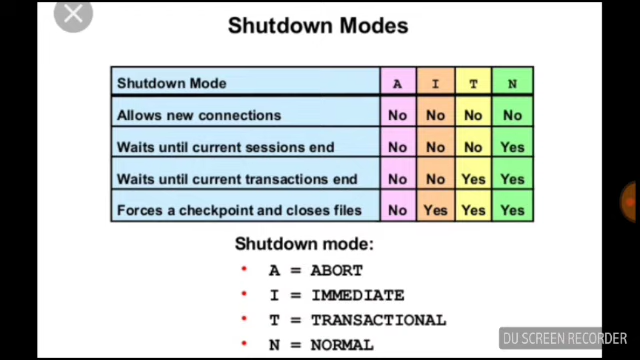 Shutdown Modes
Shutdown Mode A I T N
Allows new connections No No No No
Waits until current sessions end No No No Yes
Waits until current transactions end No No Yes Yes
Forces a checkpoint and closes files No Yes Yes Yes
Shutdown mode:
• A = ABORT
• I = IMMEDIATE
• T = TRANSACTIONAL
• N = NORMAL
DU SCREEN RECORDER